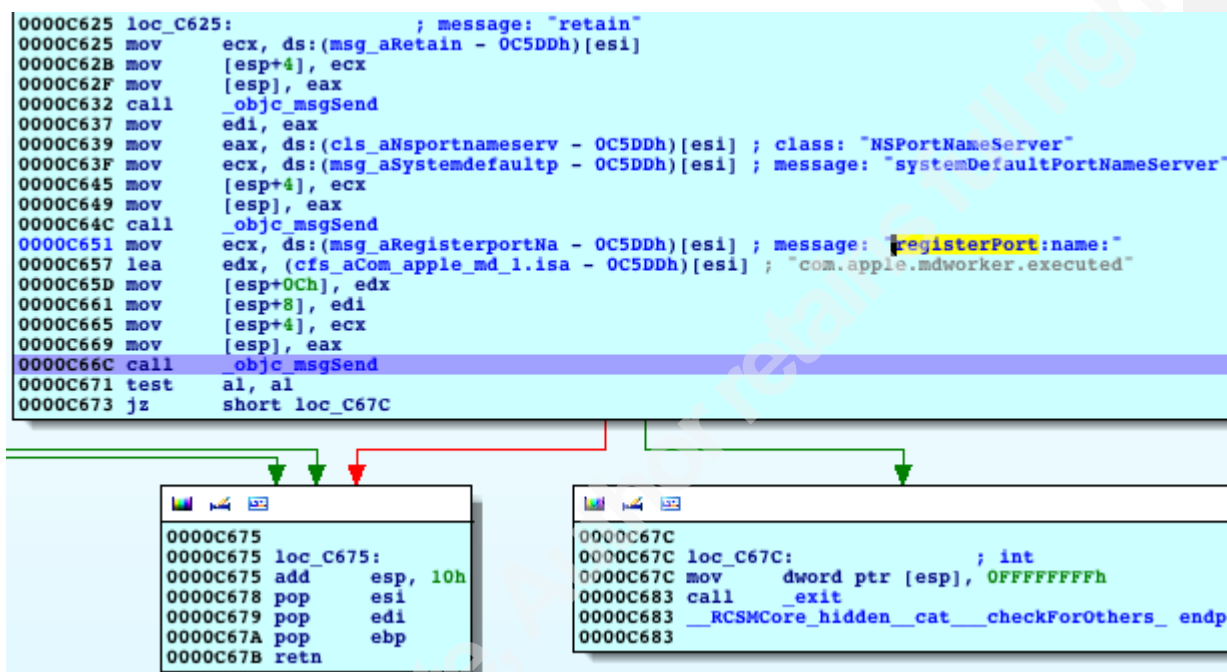 0000C625 loc_C625: ; message: "retain"
0000C625 mov ecx, ds:(msg_aRetain - 0C5DDh)[esi]
0000C62B mov [esp+4], ecx
0000C62F mov [esp], eax
0000C632 call _objc_msgSend
0000C637 mov edi, eax
0000C639 mov eax, ds:(cls_aNsportnameserv - 0C5DDh)[esi] ; class: "NSPortNameServer"
0000C63F mov ecx, ds:(msg_aSystemdefaultp - 0C5DDh)[esi] ; message: "systemDefaultPortNameServer"
0000C645 mov [esp+4], ecx
0000C649 mov [esp], eax
0000C64C call _objc_msgSend
0000C651 mov ecx, ds:(msg_aRegisterportNa - 0C5DDh)[esi] ; message: "registerPort:name:"
0000C657 lea edx, (cfs_aCom_apple_md_1.isa - 0C5DDh)[esi] ; "com.apple.mdworker.executed"
0000C65D mov [esp+0Ch], edx
0000C661 mov [esp+8], edi
0000C665 mov [esp+4], ecx
0000C669 mov [esp], eax
0000C66C call _objc_msgSend
0000C671 test al, al
0000C673 jz short loc_C67C
0000C675
0000C675 loc_C675:
0000C675 add esp, 10h
0000C678 pop esi
0000C679 pop edi
0000C67A pop ebp
0000C67B retn
0000C67C
0000C67C loc_C67C: ; int
0000C67C mov dword ptr [esp], 0FFFFFFFFh
0000C683 call _exit
0000C683 __RCSMCore_hidden__cat___checkForOthers_ endp
0000C683
Author retains full righ